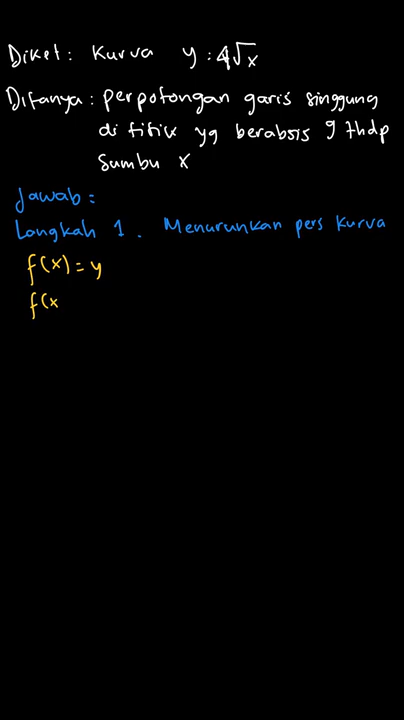 Diket: Kurva y : 4√x
Ditanya : perpotongan garis singgung
di titik yg berabsis 9 thdp
sumbu x
Jawab =
Langkah 1. Menurunkan pers kurva
f(x) = y
f(x